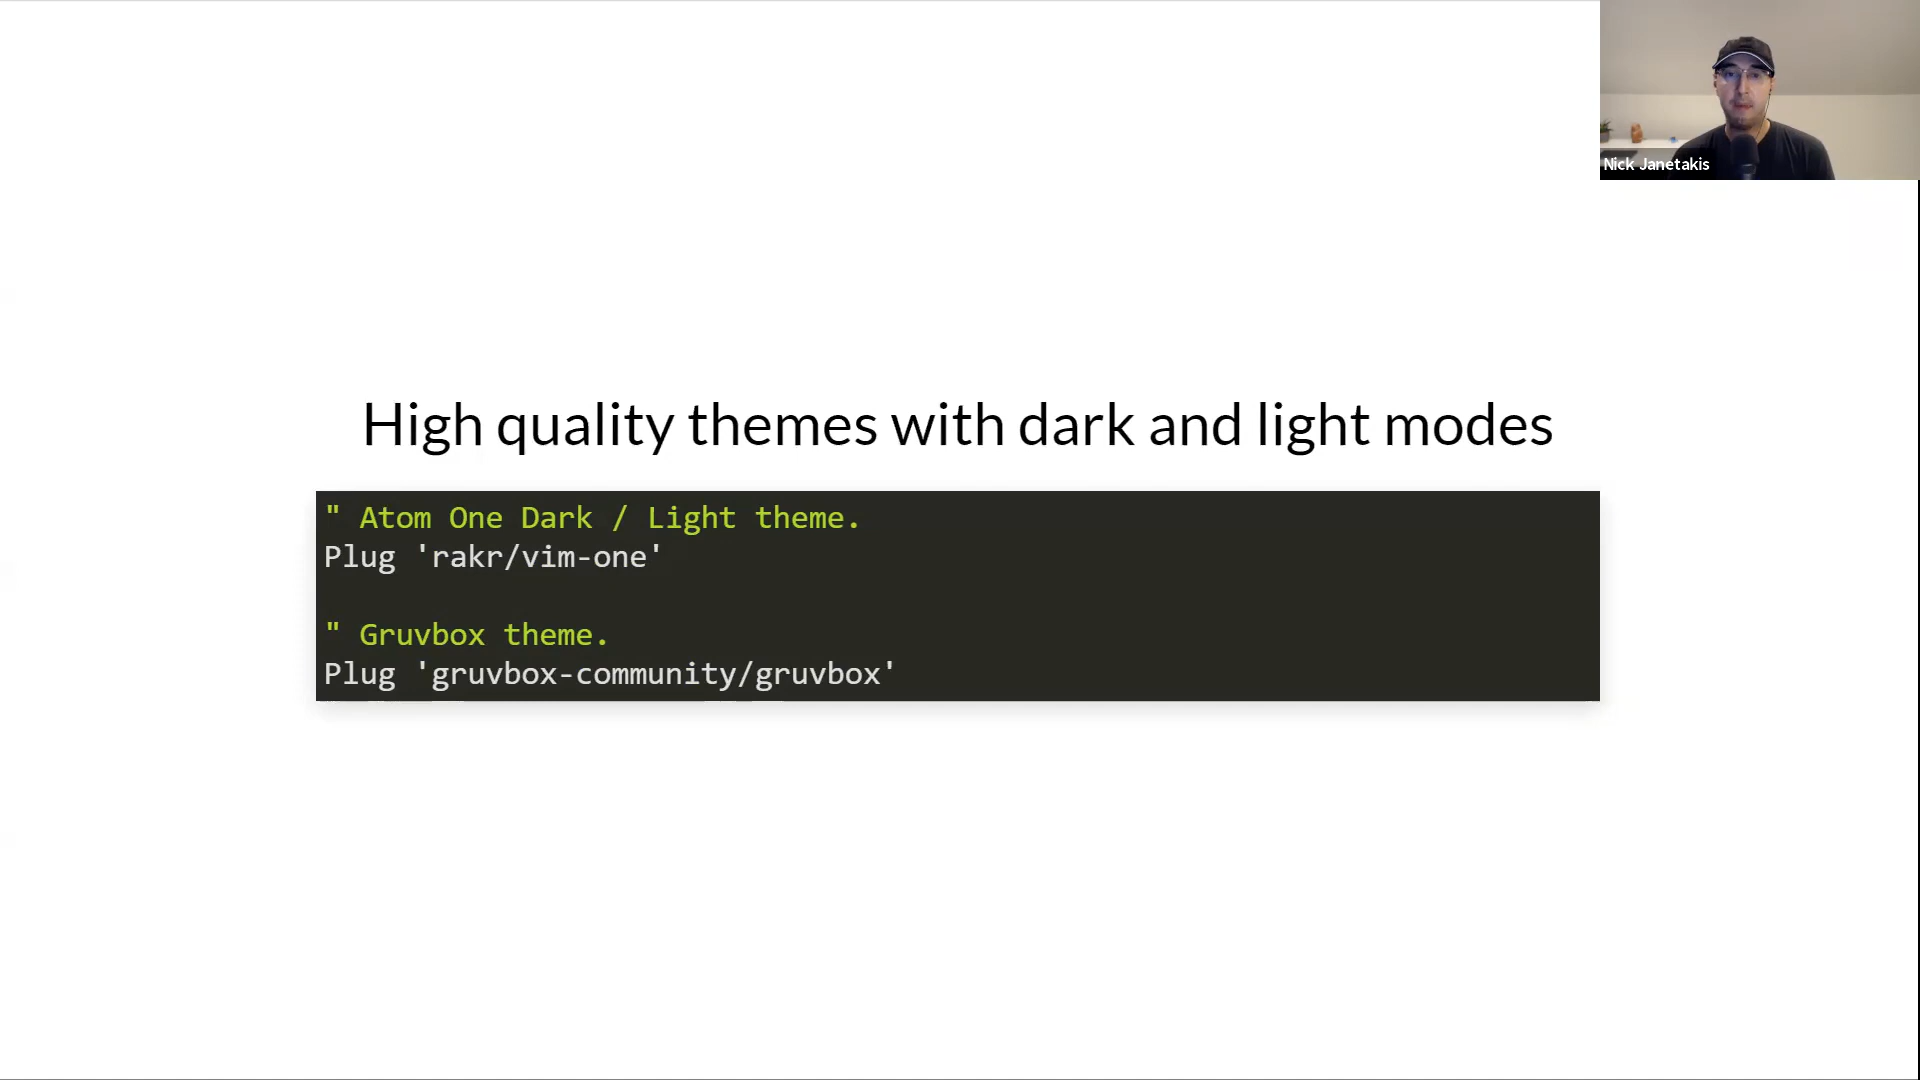 Nick Janetakis
High quality themes with dark and light modes
" Atom One Dark / Light theme.
Plug 'rakr/vim-one'
" Gruvbox theme.
Plug 'gruvbox-community/gruvbox'